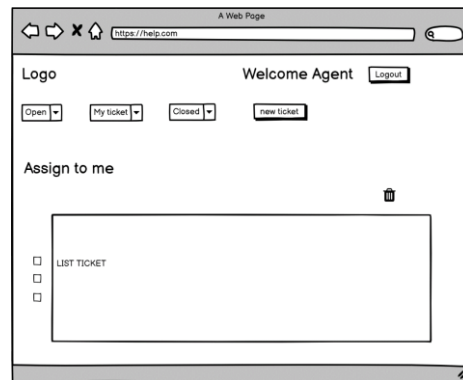 A Web Page
https://help.com
Logo
Welcome Agent
Logout
Open
My ticket
Closed
new ticket
Assign to me
LIST TICKET